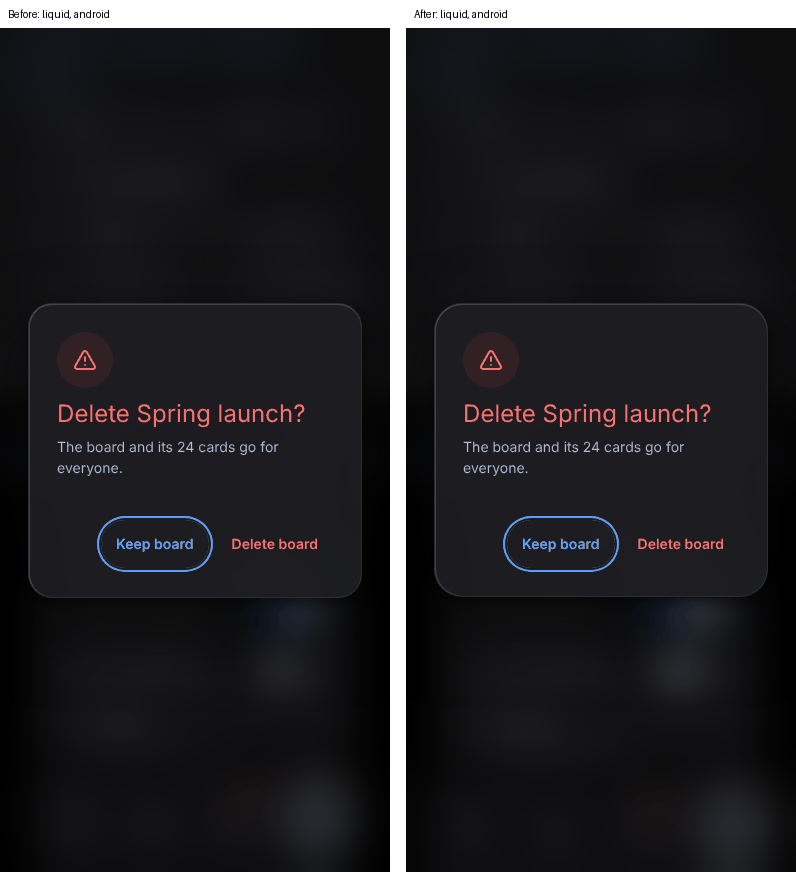 Before: liquid, android
After: liquid, android
Delete Spring launch?
The board and its 24 cards go for
everyone.
Keep board
Delete board
Delete Spring launch?
The board and its 24 cards go for
everyone.
Keep board
Delete board